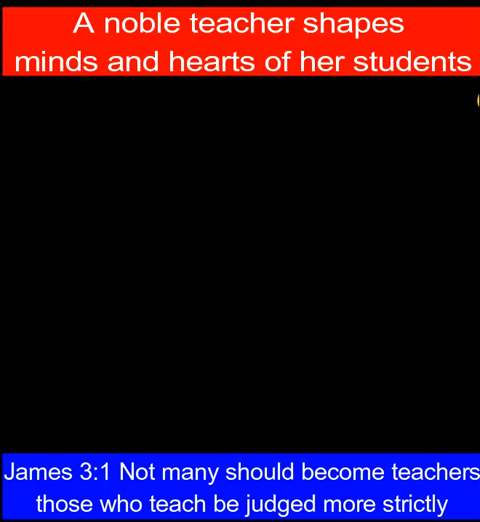 A noble teacher shapes
minds and hearts of her students
James 3:1 Not many should become teachers
those who teach be judged more strictly